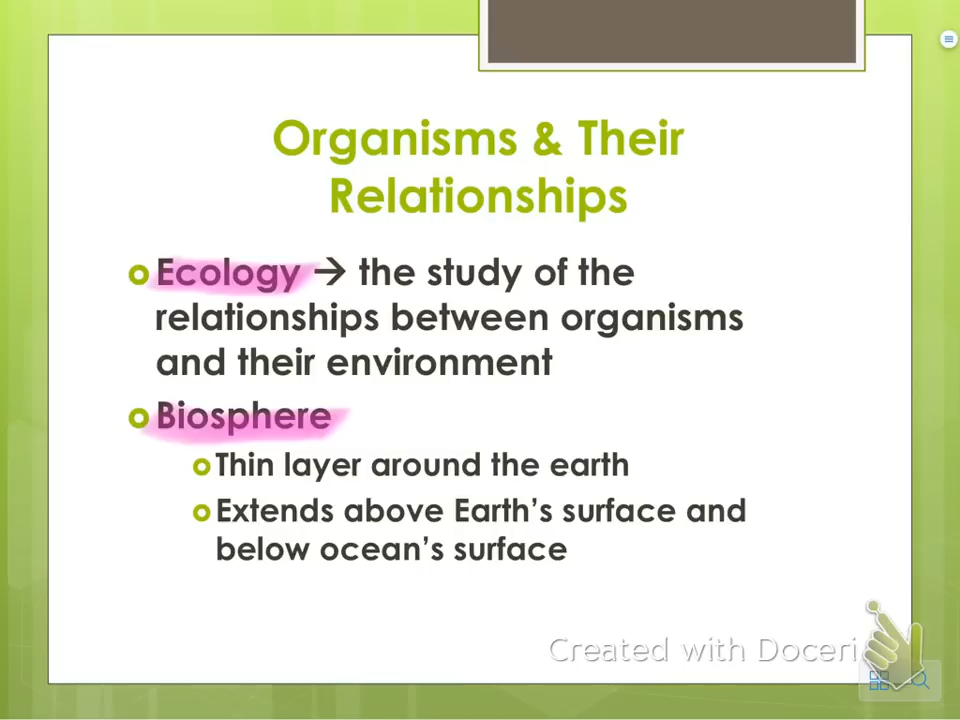 Organisms & Their
Relationships
Ecology → the study of the
relationships between organisms
and their environment
Biosphere
Thin layer around the earth
Extends above Earth’s surface and
below ocean’s surface
Created with Doceri